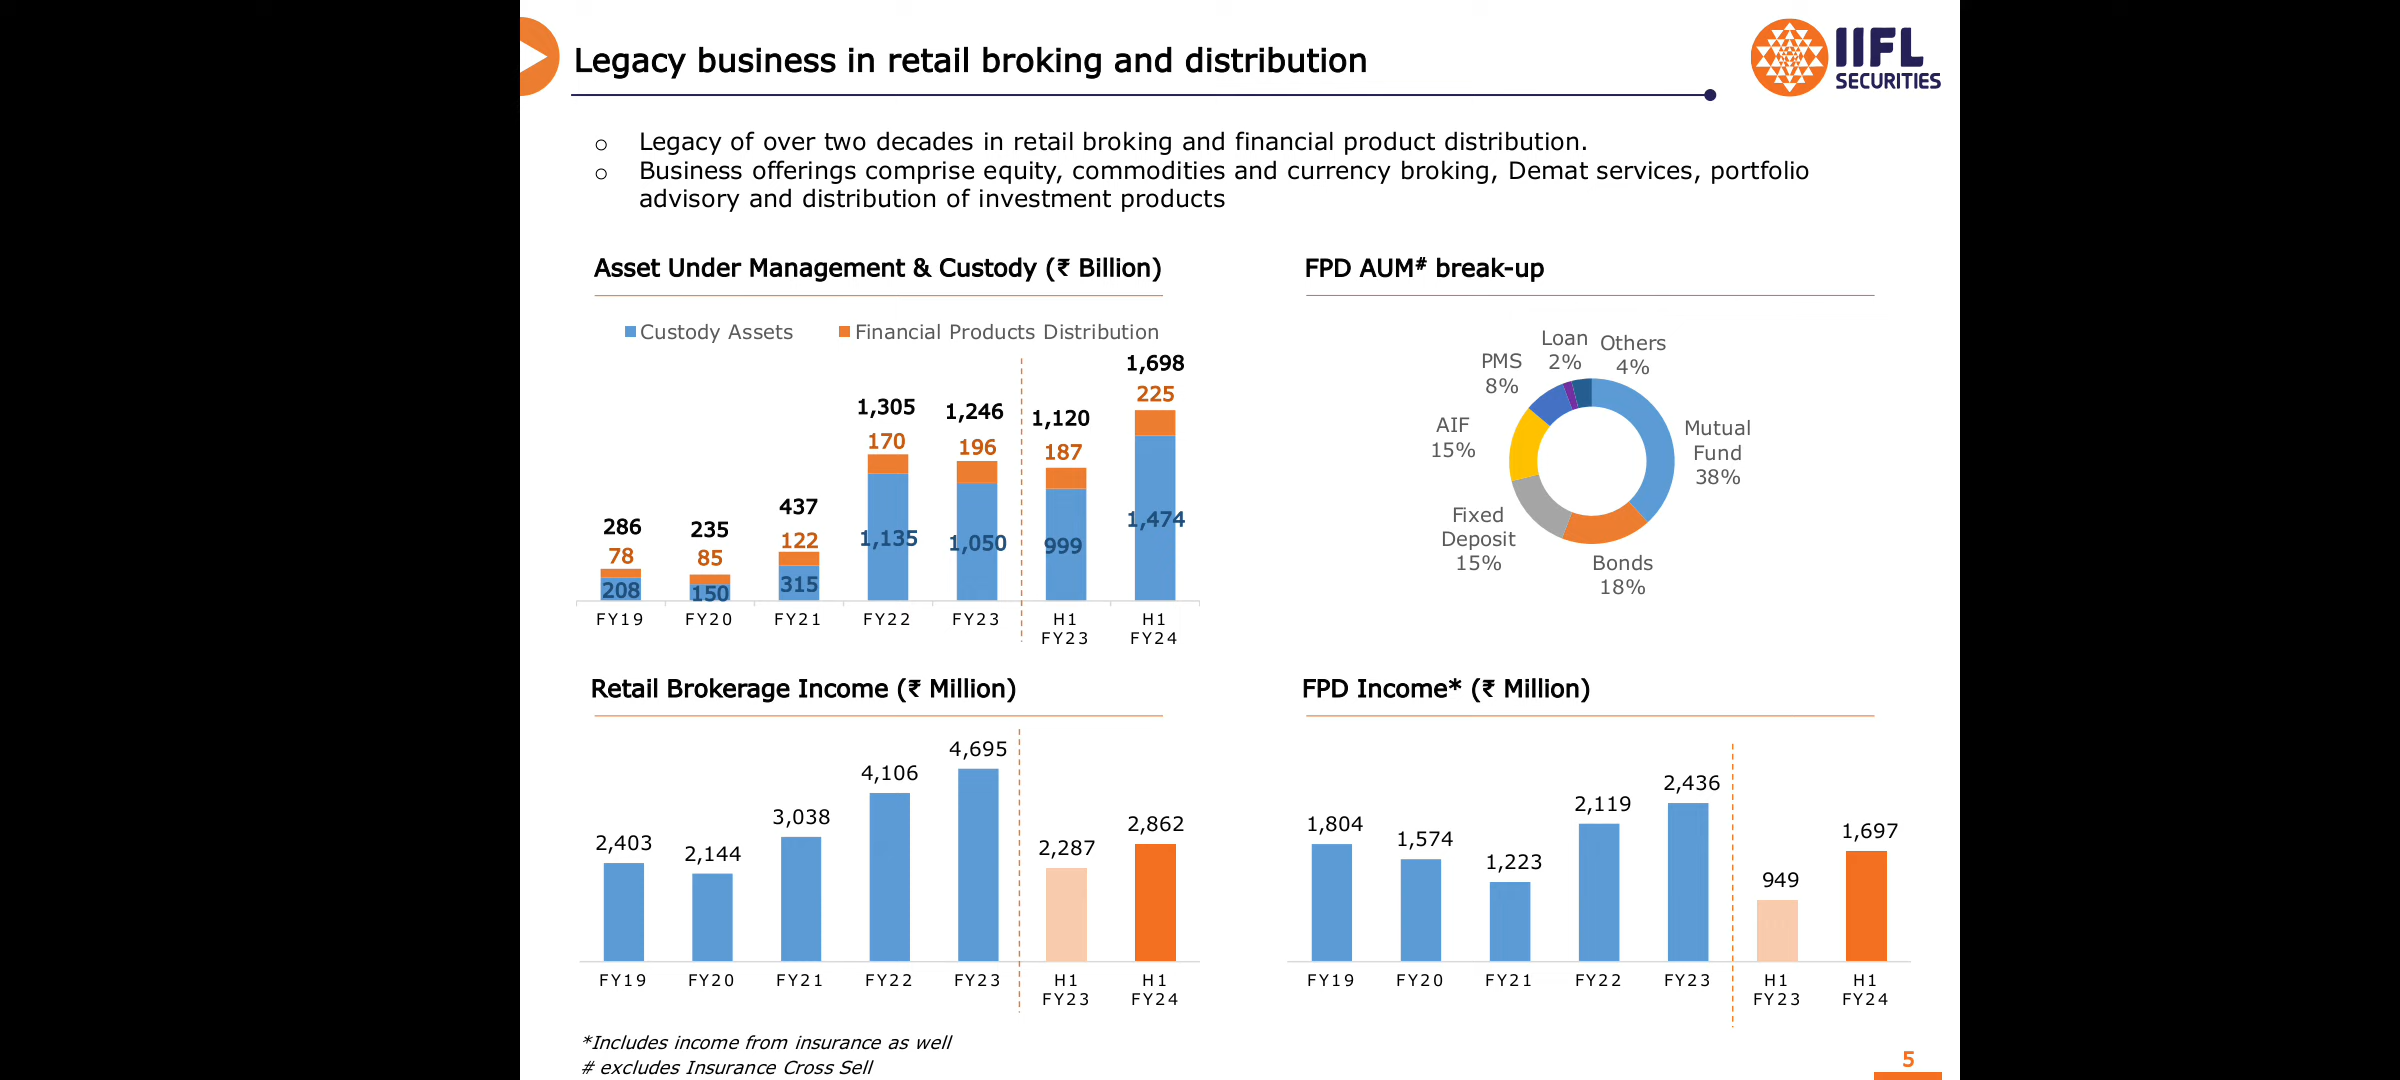 Legacy business in retail broking and distribution
IIFL
SECURITIES
o Legacy of over two decades in retail broking and financial product distribution.
o Business offerings comprise equity, commodities and currency broking, Demat services, portfolio
advisory and distribution of investment products
Asset Under Management & Custody (₹ Billion)
Custody Assets Financial Products Distribution
286
78
208
235
85
150
437
122
315
1,305
170
1,135
1,246
196
1,050
1,120
187
999
1,698
225
1,474
FY19 FY20 FY21 FY22 FY23 H1 H1
FY23 FY24
FPD AUM# break-up
Loan
2%
Others
4%
PMS
8%
AIF
15%
Mutual
Fund
38%
Fixed
Deposit
15%
Bonds
18%
Retail Brokerage Income (₹ Million)
2,403 2,144 3,038 4,106 4,695 2,287 2,862
FY19 FY20 FY21 FY22 FY23 H1 H1
FY23 FY24
FPD Income* (₹ Million)
1,804 1,574 1,223 2,119 2,436 949 1,697
FY19 FY20 FY21 FY22 FY23 H1 H1
FY23 FY24
*Includes income from insurance as well
# excludes Insurance Cross Sell
5